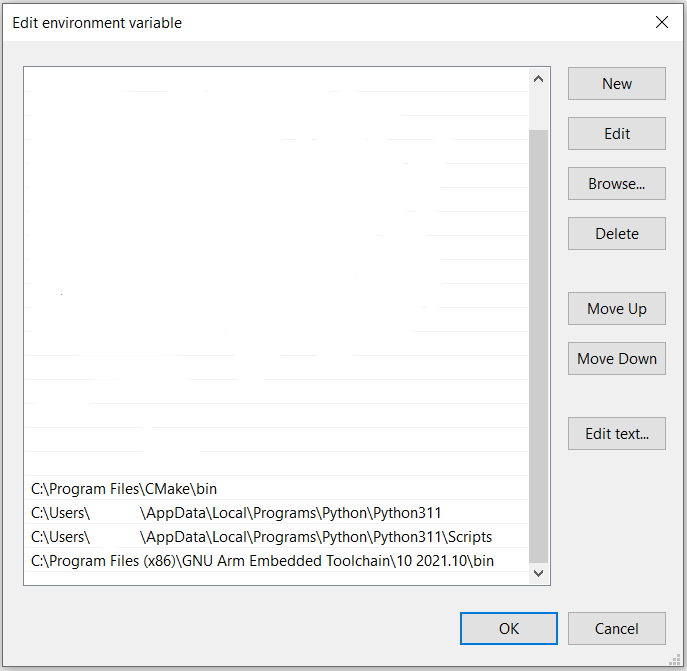 Edit environment variable
New
Edit
Browse...
Delete
Move Up
Move Down
Edit text...
C:\Program Files\CMake\bin
C:\Users\ \AppData\Local\Programs\Python\Python311
C:\Users\ \AppData\Local\Programs\Python\Python311\Scripts
C:\Program Files (x86)\GNU Arm Embedded Toolchain\10 2021.10\bin
OK
Cancel